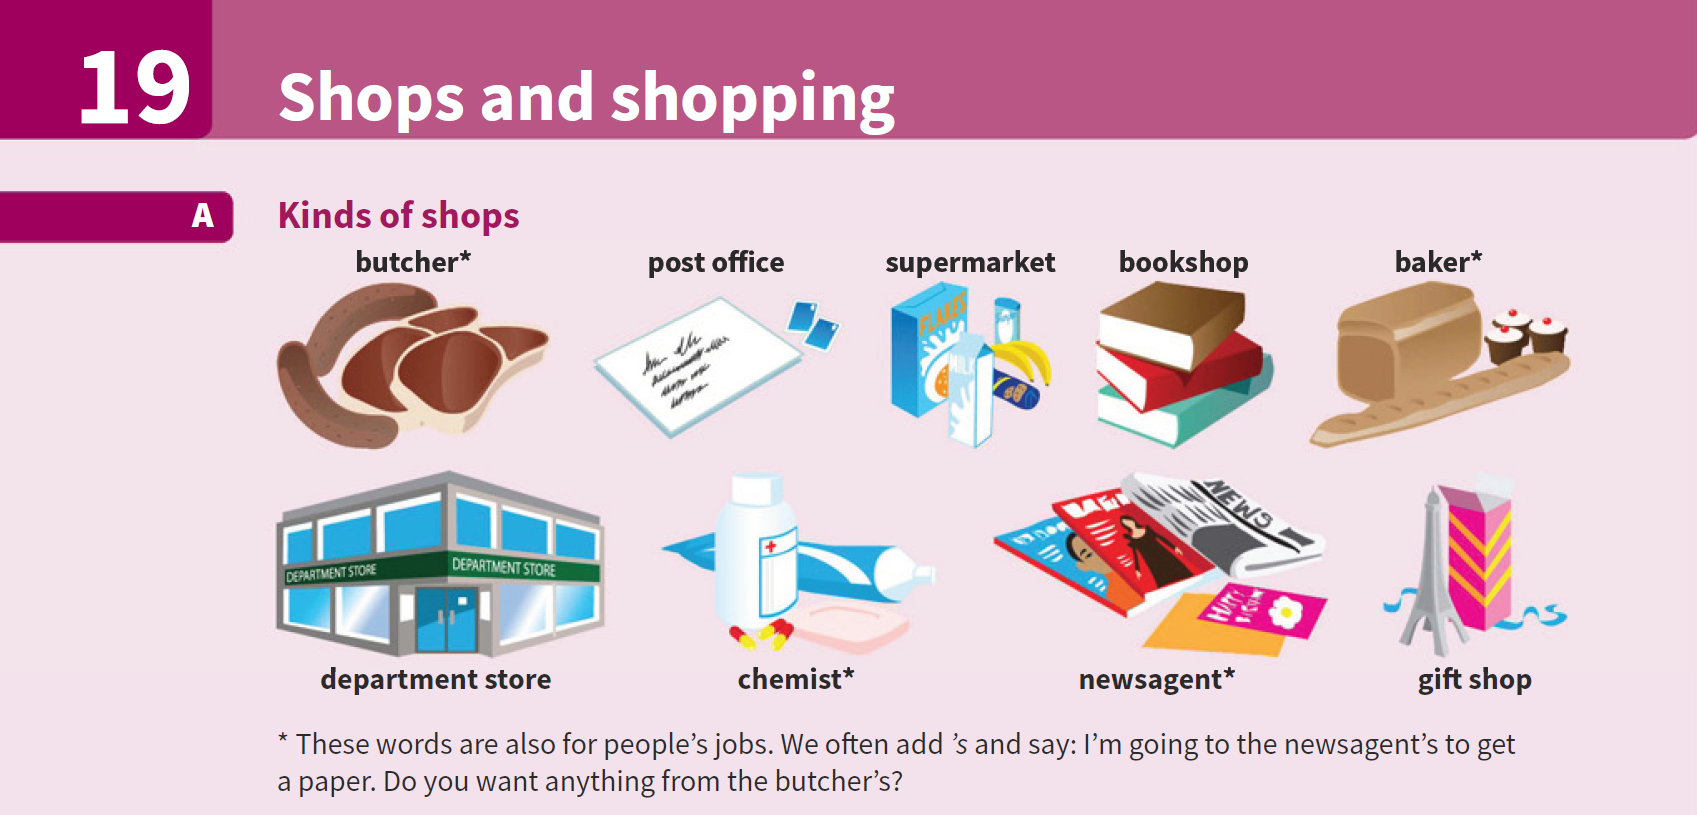 19
Shops and shopping
A
Kinds of shops
butcher* post office supermarket bookshop baker*
FLAKES
MILK
NEWS
DEPARTMENT STORE DEPARTMENT STORE
department store chemist* newsagent* gift shop
* These words are also for people’s jobs. We often add ’s and say: I’m going to the newsagent’s to get
a paper. Do you want anything from the butcher’s?